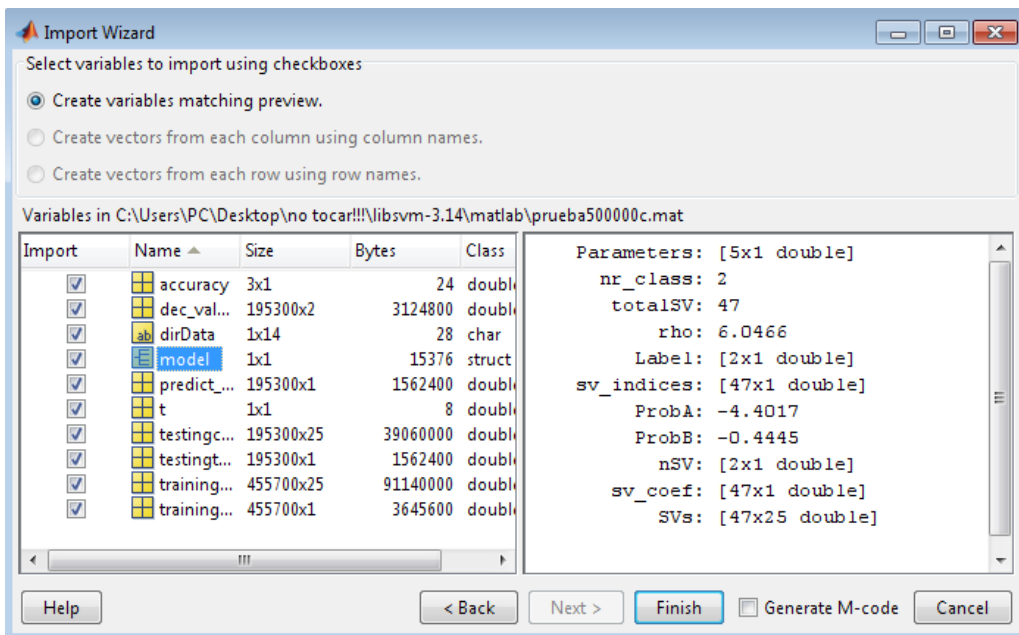 Import Wizard
Select variables to import using checkboxes
Create variables matching preview.
Create vectors from each column using column names.
Create vectors from each row using row names.
Variables in C:\Users\PC\Desktop\no tocar!!!\libsvm-3.14\matlab\prueba500000c.mat
Import Name Size Bytes Class
accuracy 3x1 24 doubl
dec_val... 195300x2 3124800 doubl
ab dirData 1x14 28 char
model 1x1 15376 struct
predict_... 195300x1 1562400 doubl
t 1x1 8 doubl
testingc... 195300x25 39060000 doubl
testingt... 195300x1 1562400 doubl
training... 455700x25 91140000 doubl
training... 455700x1 3645600 doubl
Parameters: [5x1 double]
nr_class: 2
totalSV: 47
rho: 6.0466
Label: [2x1 double]
sv_indices: [47x1 double]
ProbA: -4.4017
ProbB: -0.4445
nSV: [2x1 double]
sv_coef: [47x1 double]
SVs: [47x25 double]
Help < Back Next > Finish Generate M-code Cancel